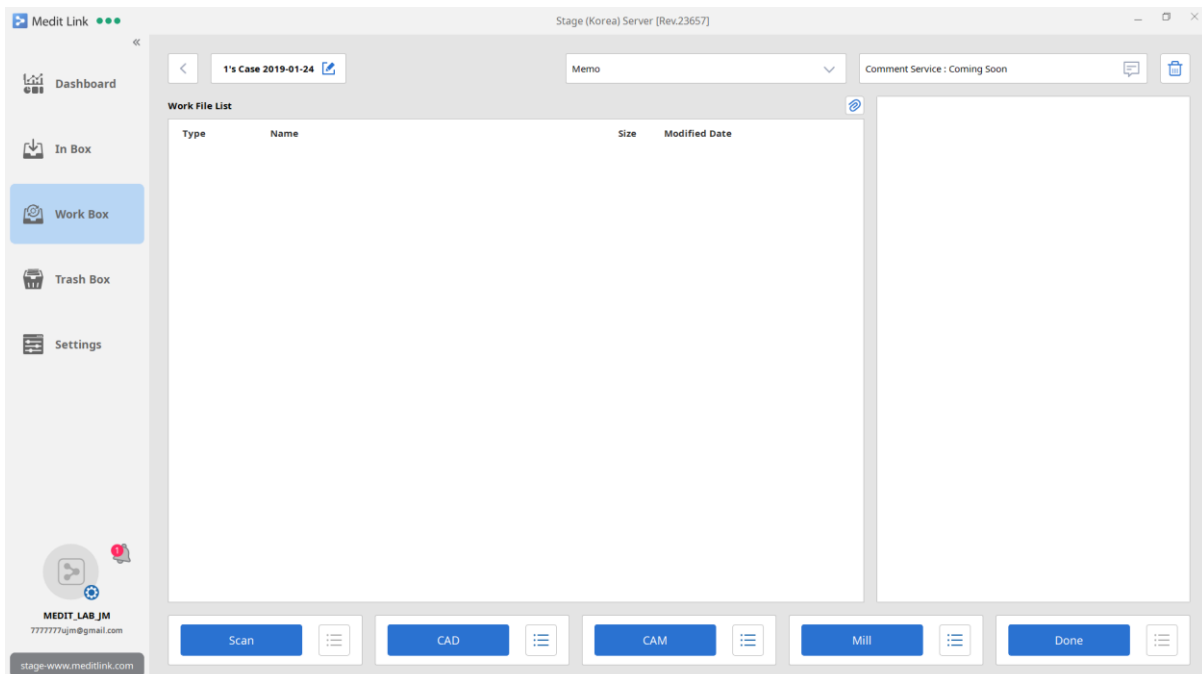 Medit Link
Stage (Korea) Server [Rev.23657]
Dashboard
In Box
Work Box
Trash Box
Settings
1
MEDIT_LAB_JM
7777777ujm@gmail.com
stage-www.meditlink.com
1's Case 2019-01-24
Memo
Comment Service : Coming Soon
Work File List
Type Name Size Modified Date
Scan CAD CAM Mill Done